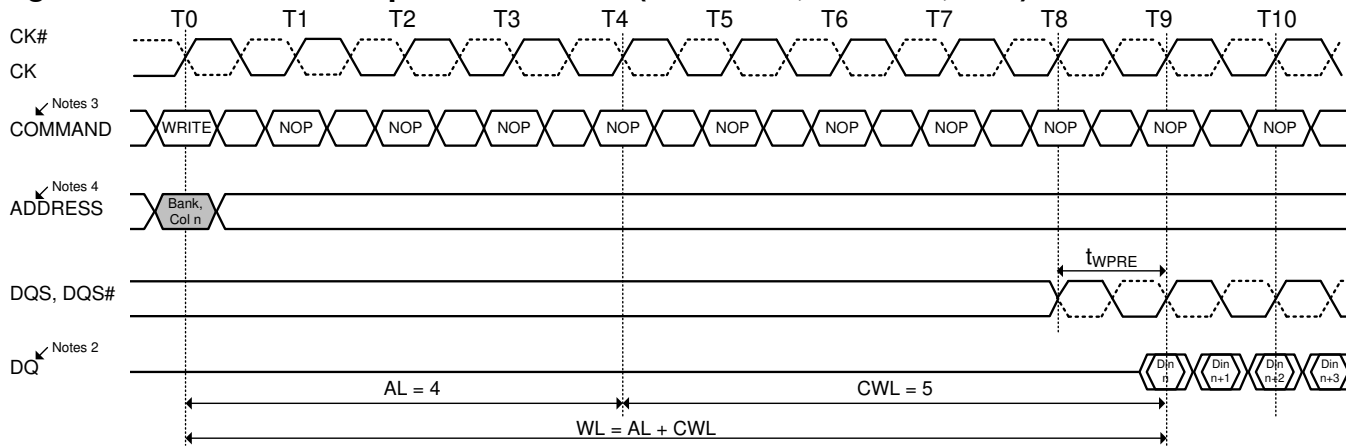 T0 T1 T2 T3 T4 T5 T6 T7 T8 T9 T10
CK#
CK
Notes 3
COMMAND WRITE NOP NOP NOP NOP NOP NOP NOP NOP NOP NOP
Notes 4
ADDRESS
Bank,
Col n
tWPRE
DQS, DQS#
Notes 2
DQ
Din
n
Din
n+1
Din
n+2
Din
n+3
AL = 4 CWL = 5
WL = AL + CWL